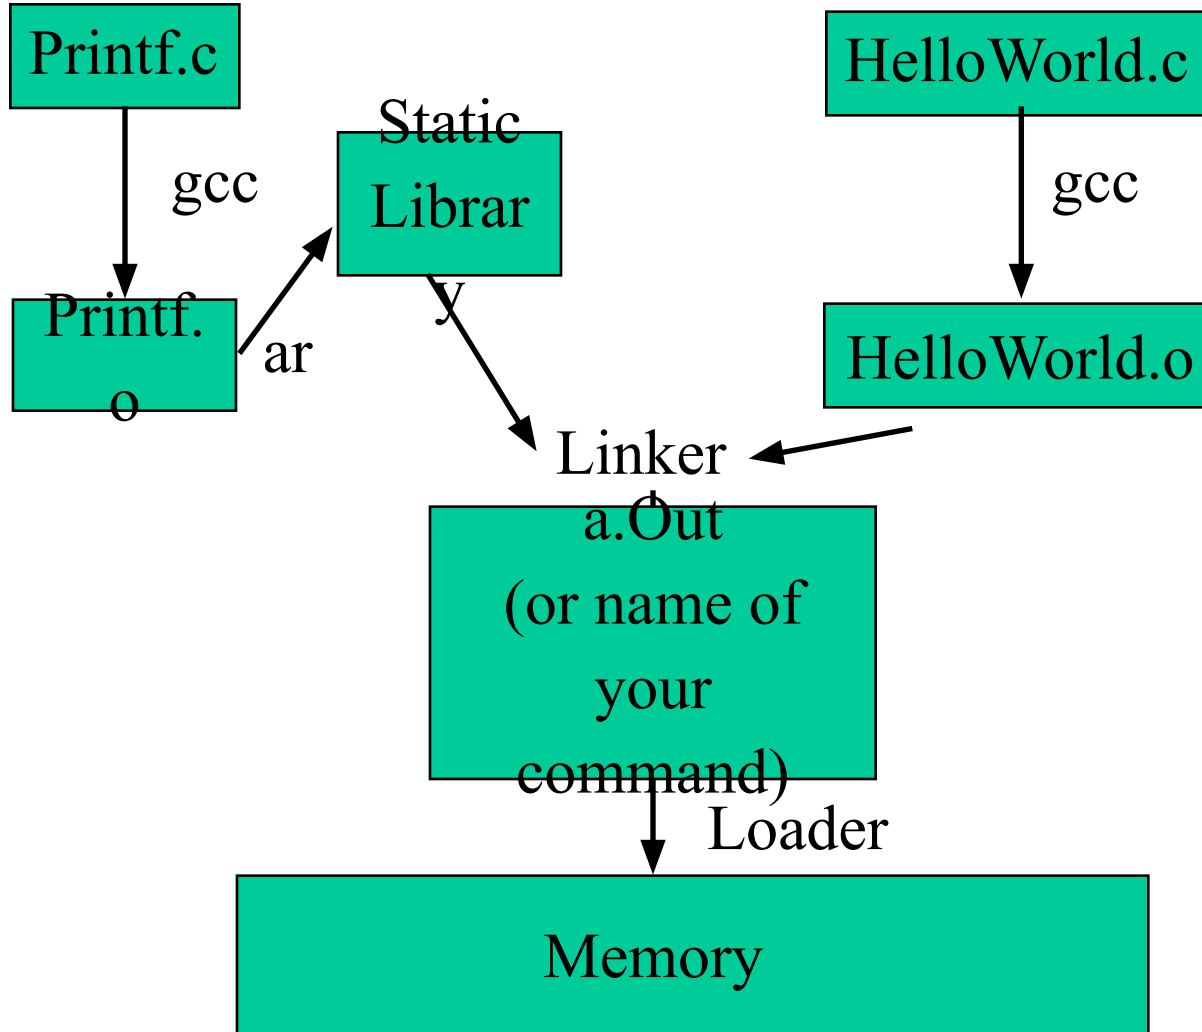 Printf.c
HelloWorld.c
Static
Librar
y
gcc
gcc
Printf.
o
ar
HelloWorld.o
Linker
a.Out
(or name of
your
command)
Loader
Memory